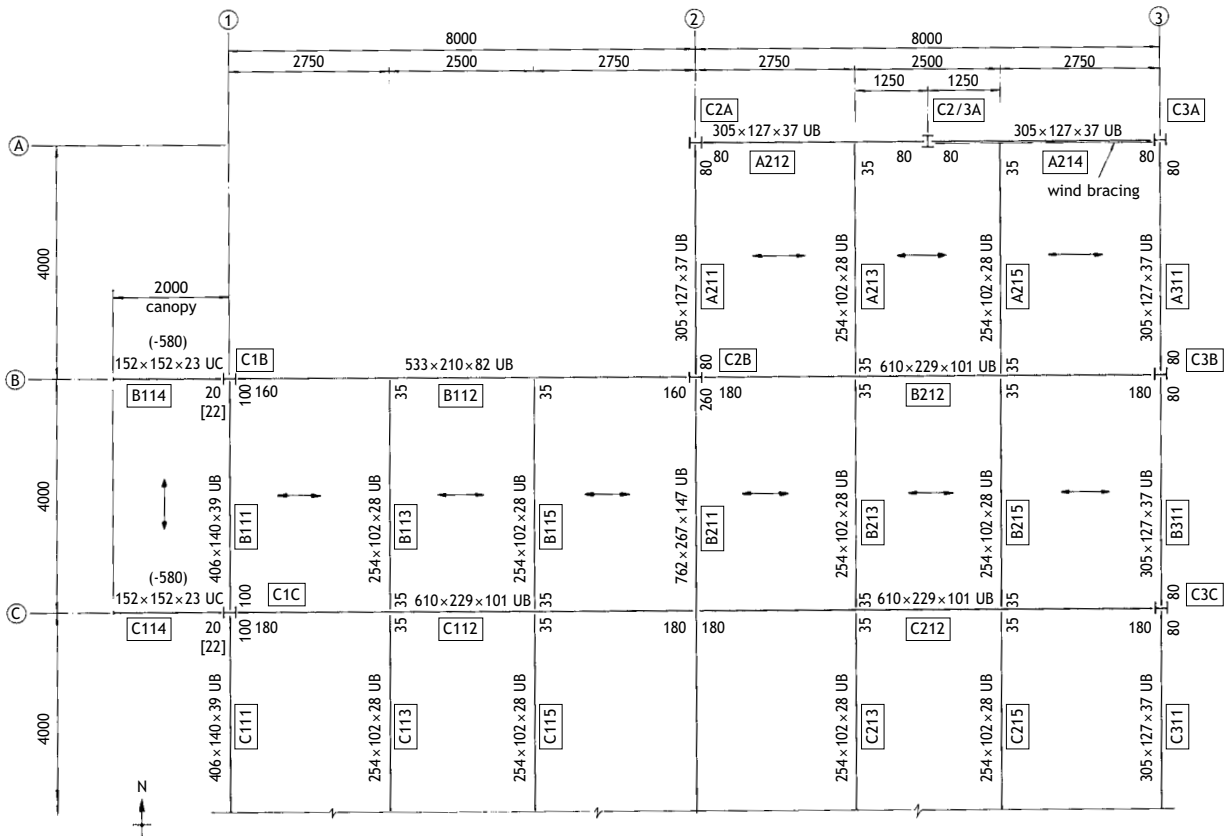 1 2 3
8000 8000
2750 2500 2750 2750 2500 2750
1250 1250
C2A C2/3A C3A
305×127×37 UB 305×127×37 UB
A
80 80 A212 35 80 80 35 A214 80 80
wind bracing
4000
305×127×37 UB A211 254×102×28 UB A213 254×102×28 UB A215 305×127×37 UB A311
2000
canopy
(-580)
152×152×23 UC C1B 533×210×82 UB 80 C2B 35 610×229×101 UB 35 80 C3B
B
B114 20 100 160 35 B112 35 160 260 180 35 B212 35 180 80
[22]
4000
406×140×39 UB B111 254×102×28 UB B113 254×102×28 UB B115 762×267×147 UB B211 254×102×28 UB B213 254×102×28 UB B215 305×127×37 UB B311
(-580)
152×152×23 UC 100 C1C 35 610×229×101 UB 35 35 610×229×101 UB 35 80 C3C
C
C114 20 100 180 35 C112 35 180 180 35 C212 35 180 80
[22]
4000
406×140×39 UB C111 254×102×28 UB C113 254×102×28 UB C115 254×102×28 UB C213 254×102×28 UB C215 305×127×37 UB C311
N